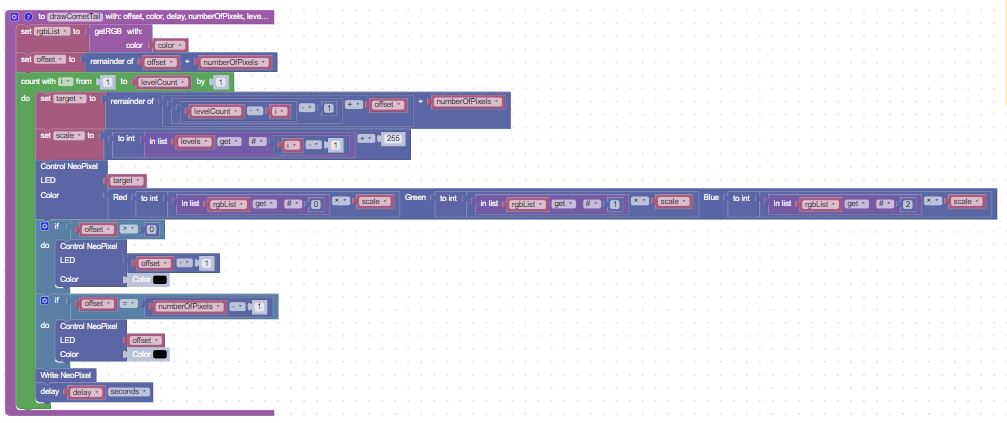 to drawCometTail with: offset, color, delay, numberOfPixels, leve…
set rgbList to getRGB with:
color color
set offset to remainder of offset ÷ numberOfPixels
count with i from 1 to levelCount by 1
do set target to remainder of levelCount - i - 1 + offset ÷ numberOfPixels
set scale to to int in list levels get # i - 1 ÷ 255
Control NeoPixel
LED target
Color Red to int in list rgbList get # 0 × scale Green to int in list rgbList get # 1 × scale Blue to int in list rgbList get # 2 × scale
if offset > 0
do Control NeoPixel
LED offset - 1
Color Color
if offset = numberOfPixels - 1
do Control NeoPixel
LED offset
Color Color
Write NeoPixel
delay delay seconds